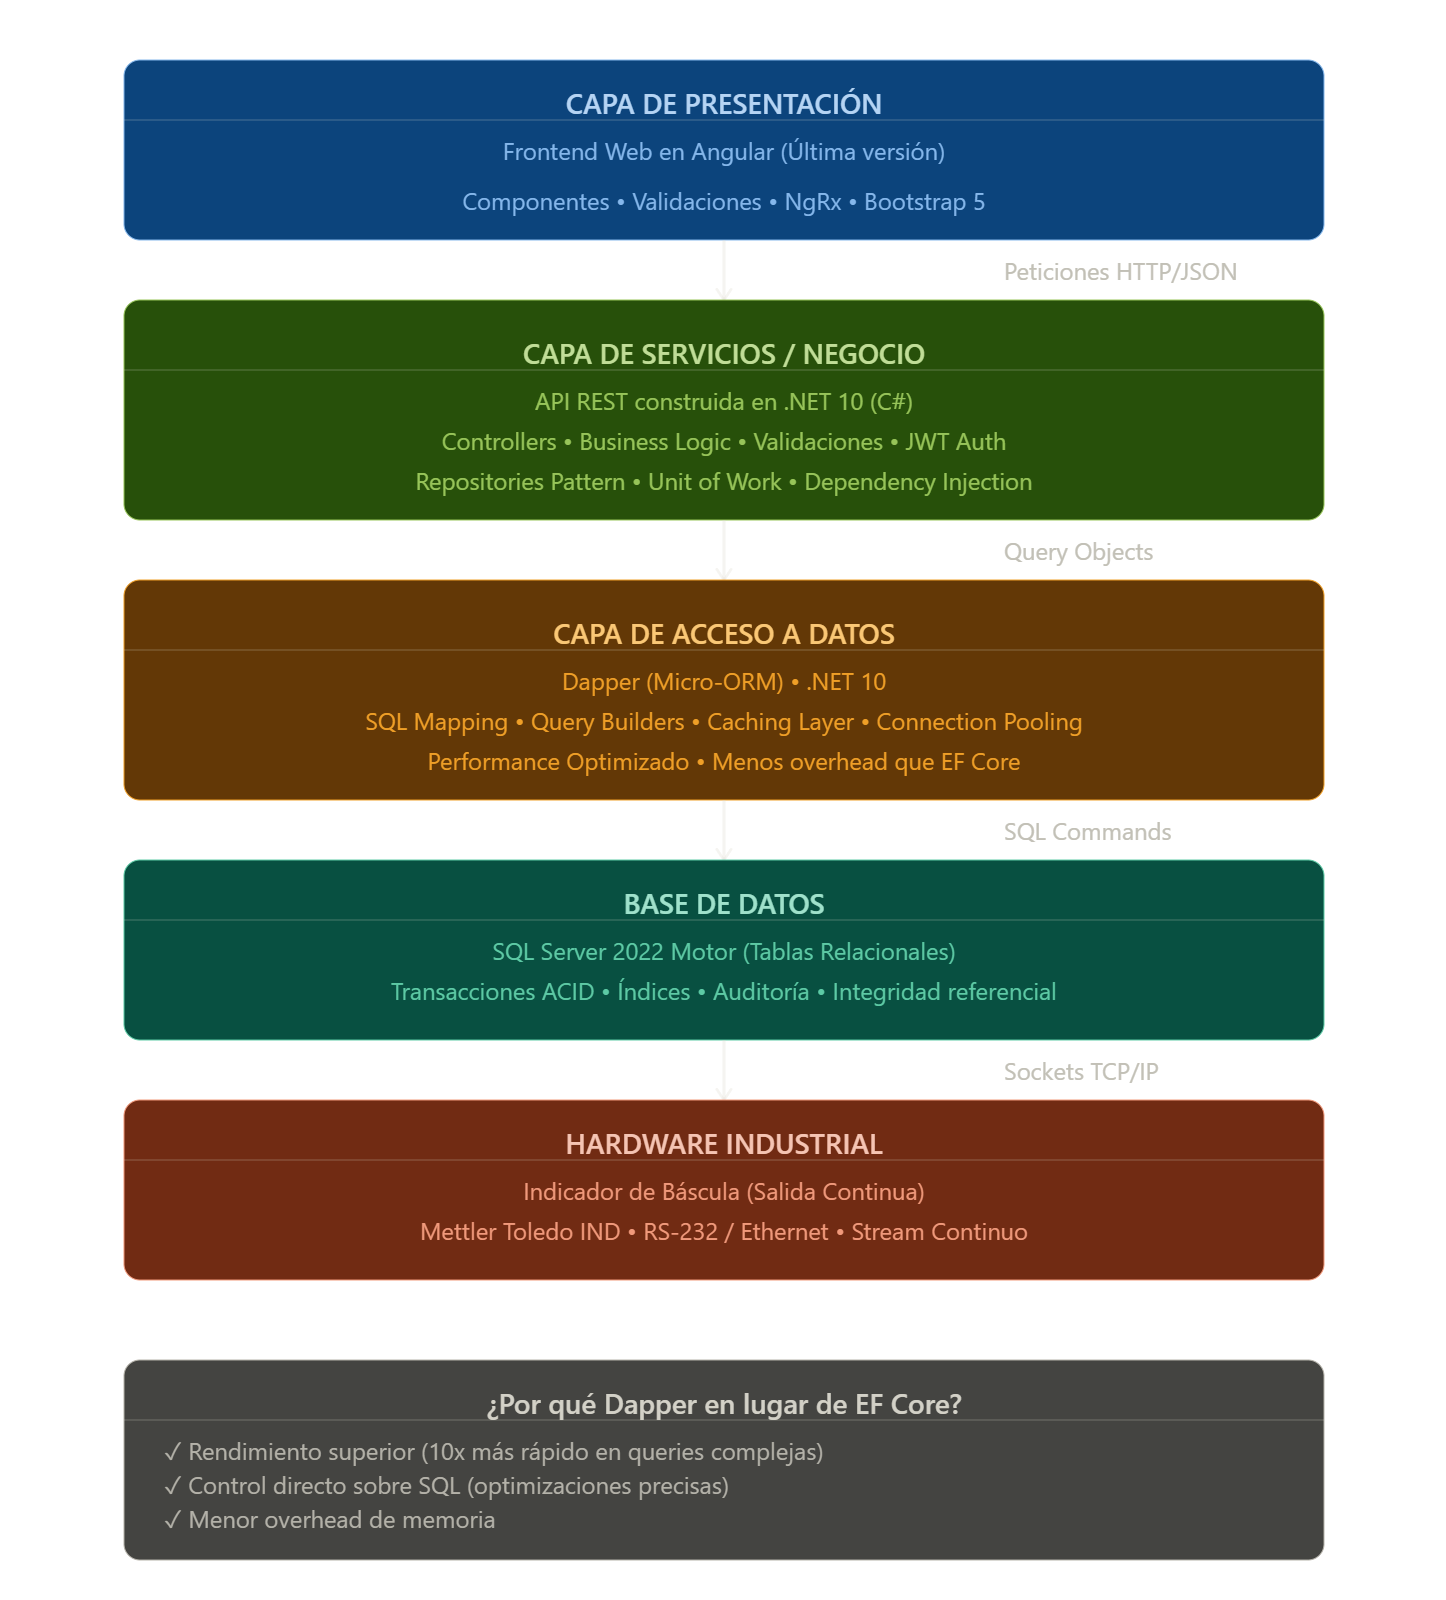 CAPA DE PRESENTACIÓN
Frontend Web en Angular (Última versión)
Componentes • Validaciones • NgRx • Bootstrap 5
Peticiones HTTP/JSON
CAPA DE SERVICIOS / NEGOCIO
API REST construida en .NET 10 (C#)
Controllers • Business Logic • Validaciones • JWT Auth
Repositories Pattern • Unit of Work • Dependency Injection
Query Objects
CAPA DE ACCESO A DATOS
Dapper (Micro-ORM) • .NET 10
SQL Mapping • Query Builders • Caching Layer • Connection Pooling
Performance Optimizado • Menos overhead que EF Core
SQL Commands
BASE DE DATOS
SQL Server 2022 Motor (Tablas Relacionales)
Transacciones ACID • Índices • Auditoría • Integridad referencial
Sockets TCP/IP
HARDWARE INDUSTRIAL
Indicador de Báscula (Salida Continua)
Mettler Toledo IND • RS-232 / Ethernet • Stream Continuo
¿Por qué Dapper en lugar de EF Core?
✓ Rendimiento superior (10x más rápido en queries complejas)
✓ Control directo sobre SQL (optimizaciones precisas)
✓ Menor overhead de memoria